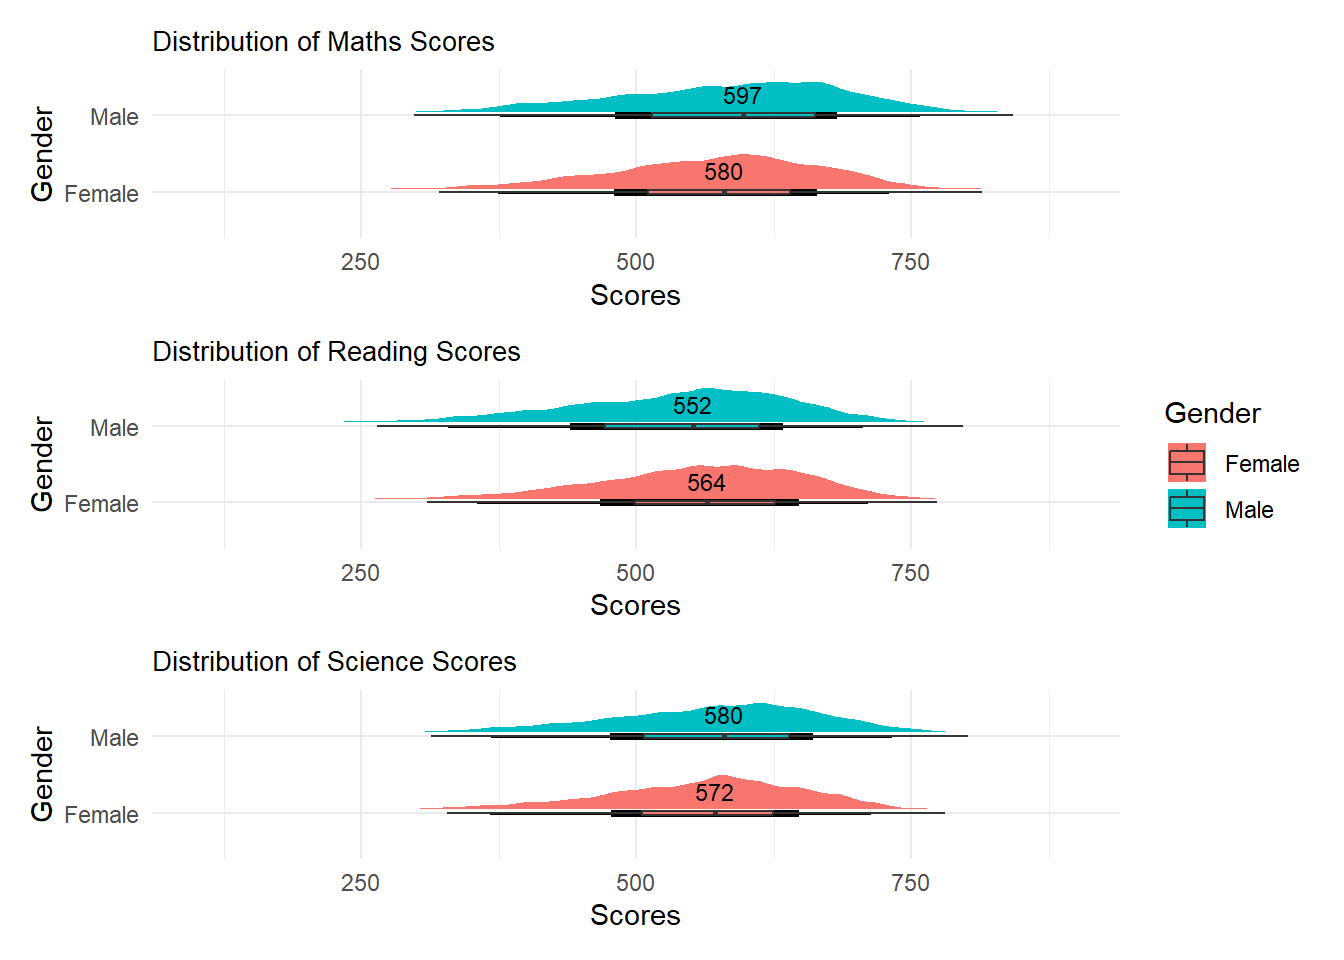 Distribution of Maths Scores
Gender
Male
597
Female
580
250 500 750
Scores
Distribution of Reading Scores
Gender
Male
552
Female
564
250 500 750
Scores
Gender
Female
Male
Distribution of Science Scores
Gender
Male
580
Female
572
250 500 750
Scores